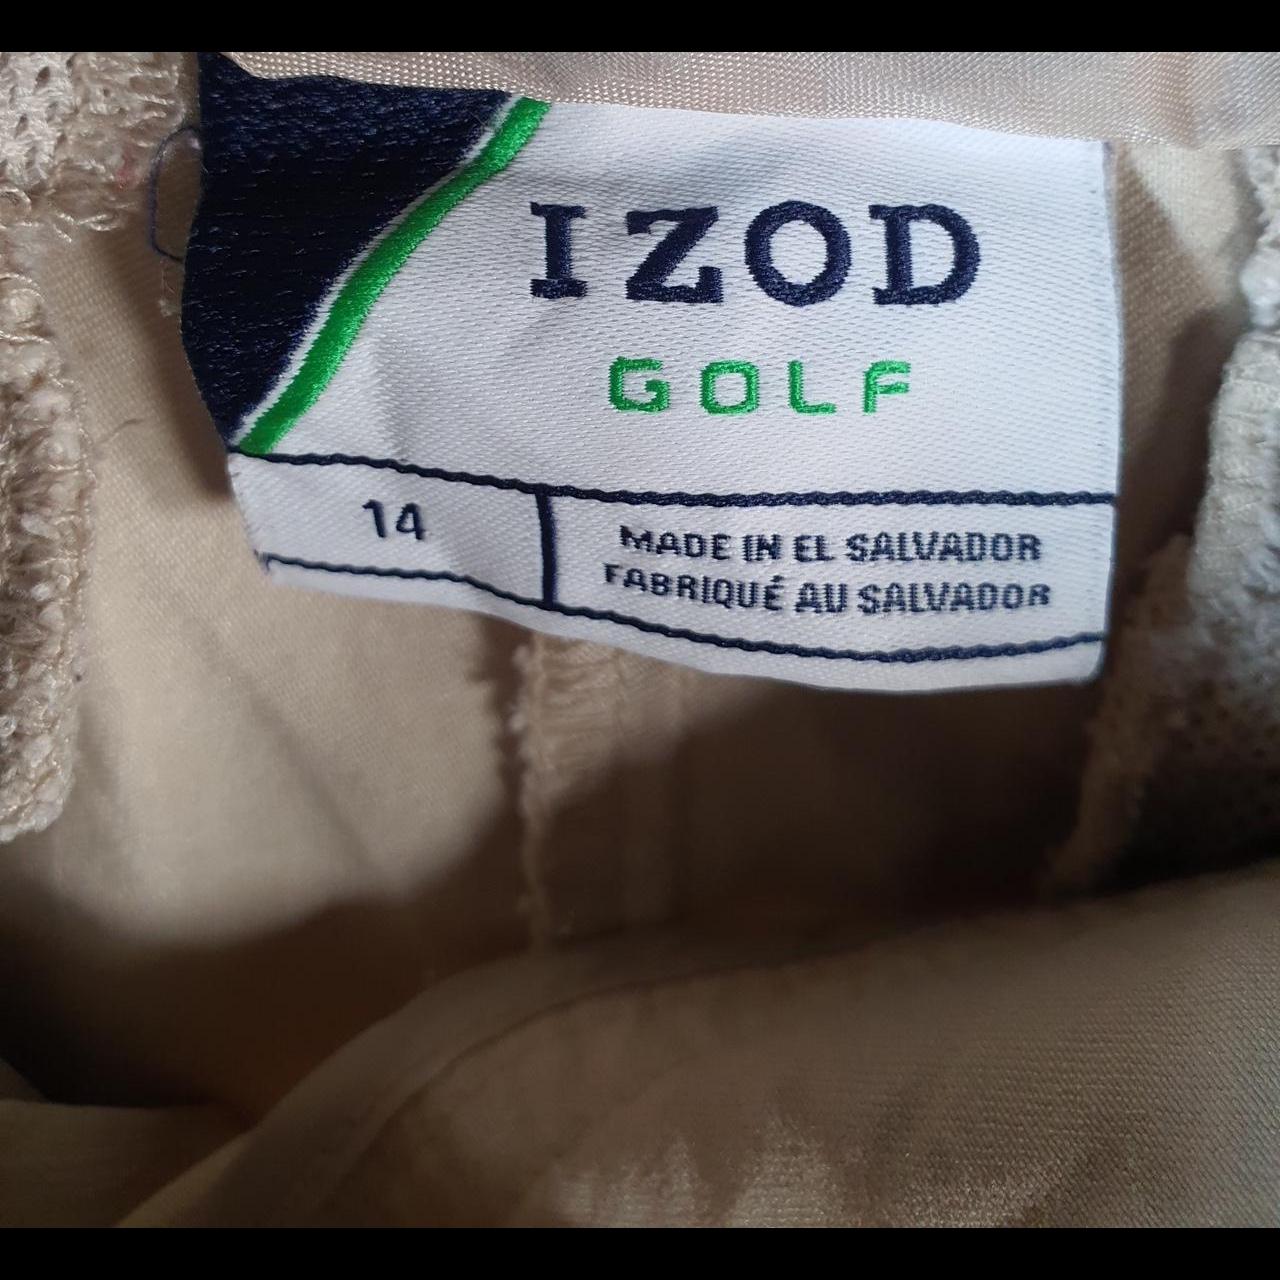 IZOD
GOLF
14
MADE IN EL SALVADOR
FABRIQUÉ AU SALVADOR